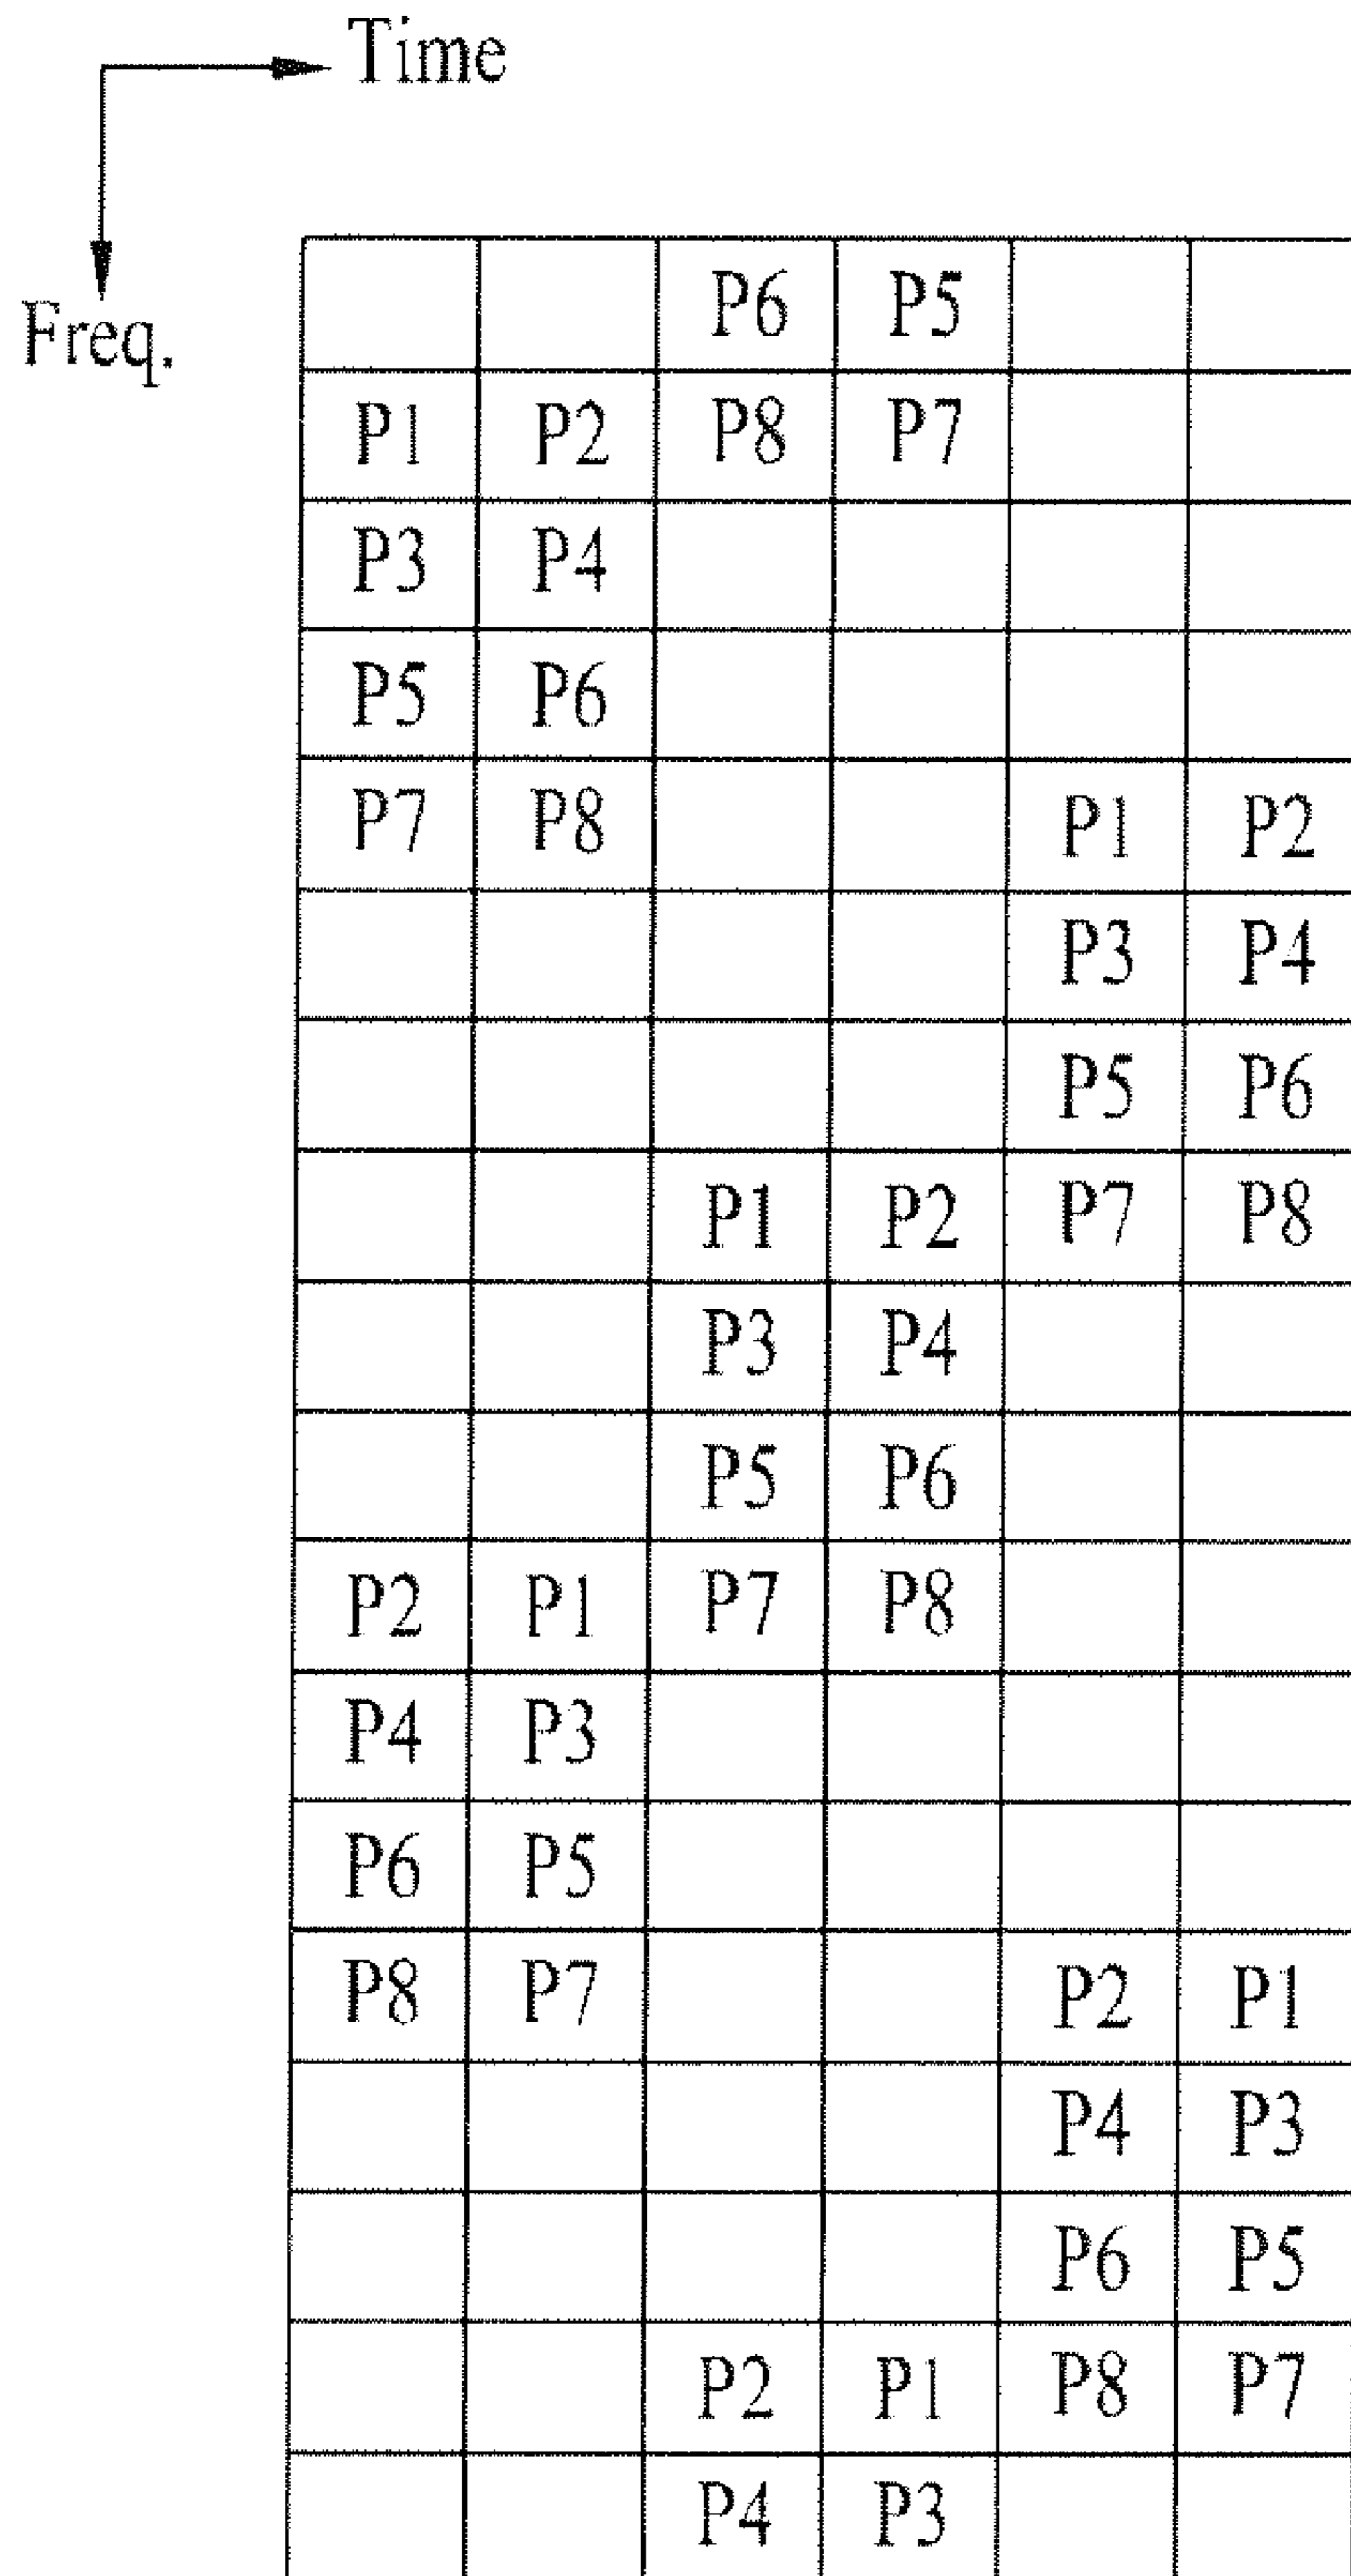 Time
Freq.
P6 P5
P1 P2 P8 P7
P3 P4
P5 P6
P7 P8 P1 P2
P3 P4
P5 P6
P1 P2 P7 P8
P3 P4
P5 P6
P2 P1 P7 P8
P4 P3
P6 P5
P8 P7 P2 P1
P4 P3
P6 P5
P2 P1 P8 P7
P4 P3